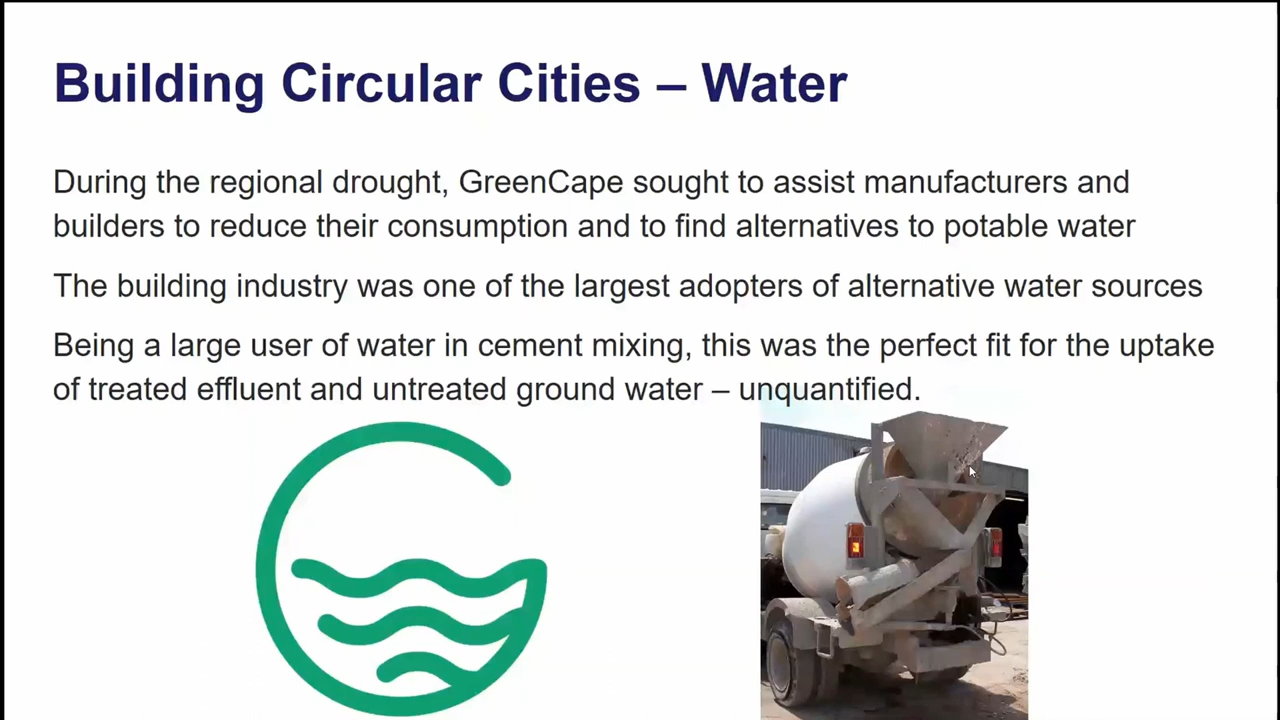 Building Circular Cities – Water
During the regional drought, GreenCape sought to assist manufacturers and
builders to reduce their consumption and to find alternatives to potable water
The building industry was one of the largest adopters of alternative water sources
Being a large user of water in cement mixing, this was the perfect fit for the uptake
of treated effluent and untreated ground water – unquantified.